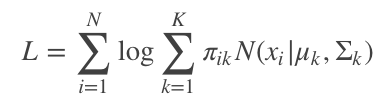 L = \sum_{i=1}^{N} \log \sum_{k=1}^{K} \pi_{ik} N(x_i | \mu_k, \Sigma_k)